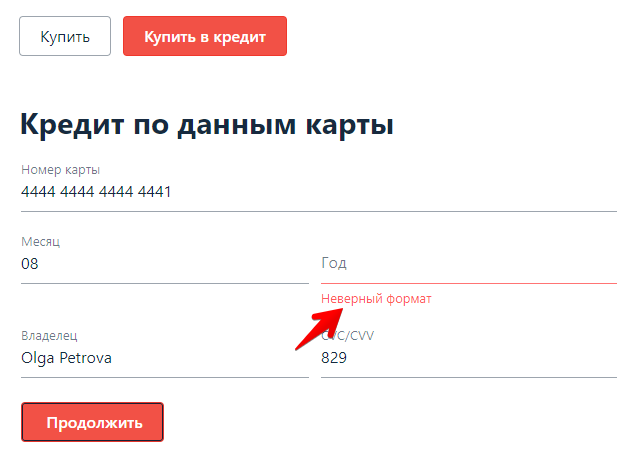 Купить
Купить в кредит
Кредит по данным карты
Номер карты
4444 4444 4444 4441
Месяц
08
Год
Неверный формат
Владелец
Olga Petrova
CVC/CVV
829
Продолжить